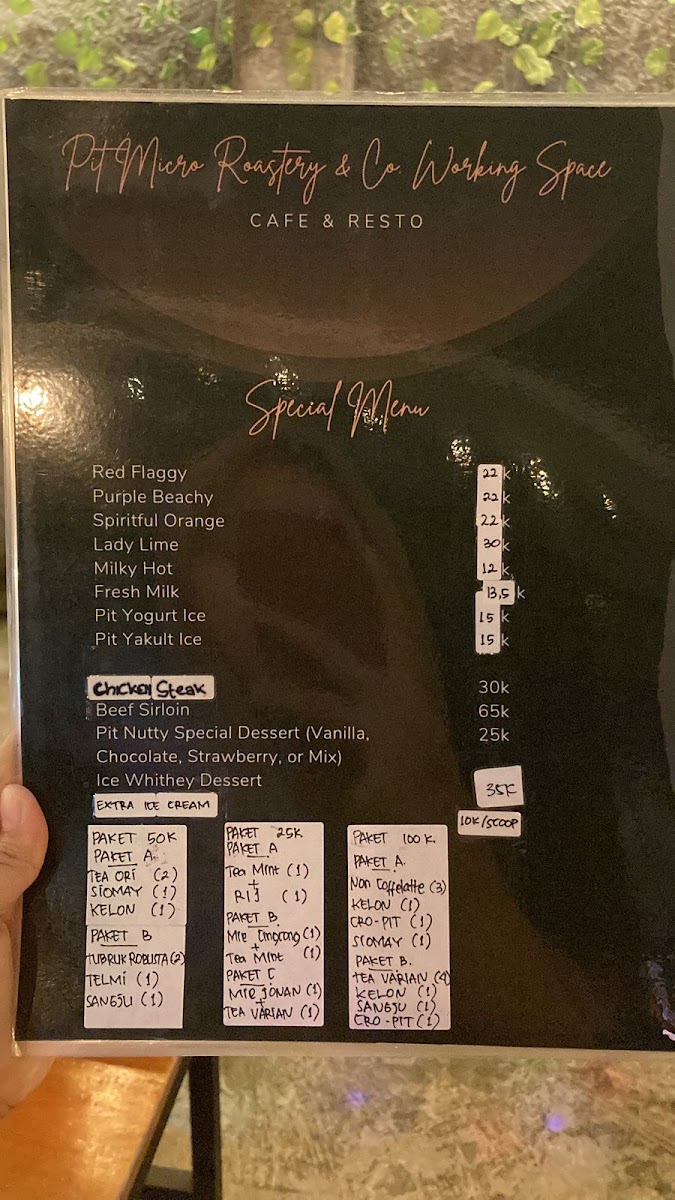 Pit Micro Roastery & Co. Working Space
CAFE & RESTO
Special Menu
Red Flaggy 22k
Purple Beachy 22k
Spiritful Orange 22k
Lady Lime 30k
Milky Hot 12k
Fresh Milk 13,5k
Pit Yogurt Ice 15k
Pit Yakult Ice 15k
Chicken Steak 30k
Beef Sirloin 65k
Pit Nutty Special Dessert (Vanilla, 25k
Chocolate, Strawberry, or Mix)
Ice Whithey Dessert 35K
EXTRA ICE CREAM 10K/SCOOP
PAKET 50K
PAKET A
TEA ORI (2)
SIOMAY (1)
KELON (1)
PAKET B
TUBRUK ROBUSTA (2)
TELMI (1)
SANGSU (1)
PAKET 25K
PAKET A
Tea Mint (1)
+
RIJ (1)
PAKET B.
Mie Cingcong (1)
+
Tea Mint (1)
PAKET C
MIE JONAN (1)
+
TEA VARIAN (1)
PAKET 100K.
PAKET A.
Non Coffelatte (3)
KELON (1)
CRO-PIT (1)
SIOMAY (1)
PAKET B.
TEA VARIAN (4)
KELON (1)
SANGSU (1)
CRO-PIT (1)